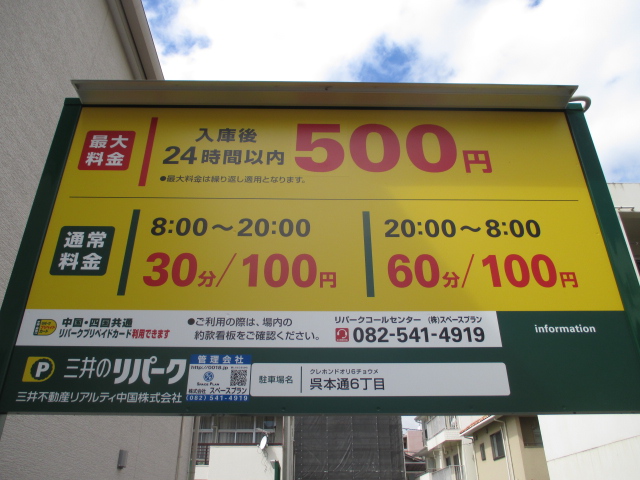 最大
料金
入庫後
24時間以内
500円
●最大料金は繰り返し適用となります。
通常
料金
8:00～20:00
30分/100円
20:00～8:00
60分/100円
中国・四国共通
リパークプリペイドカード利用できます
●ご利用の際は、場内の
約款看板をご確認ください。
リパークコールセンター (株)スペースプラン
082-541-4919
information
P 三井のリパーク
三井不動産リアルティ中国株式会社
管理会社
SPACE PLAN
株式会社 スペースプラン
(082) 541-4919
駐車場名
クレホンドオリ6チョウメ
呉本通6丁目